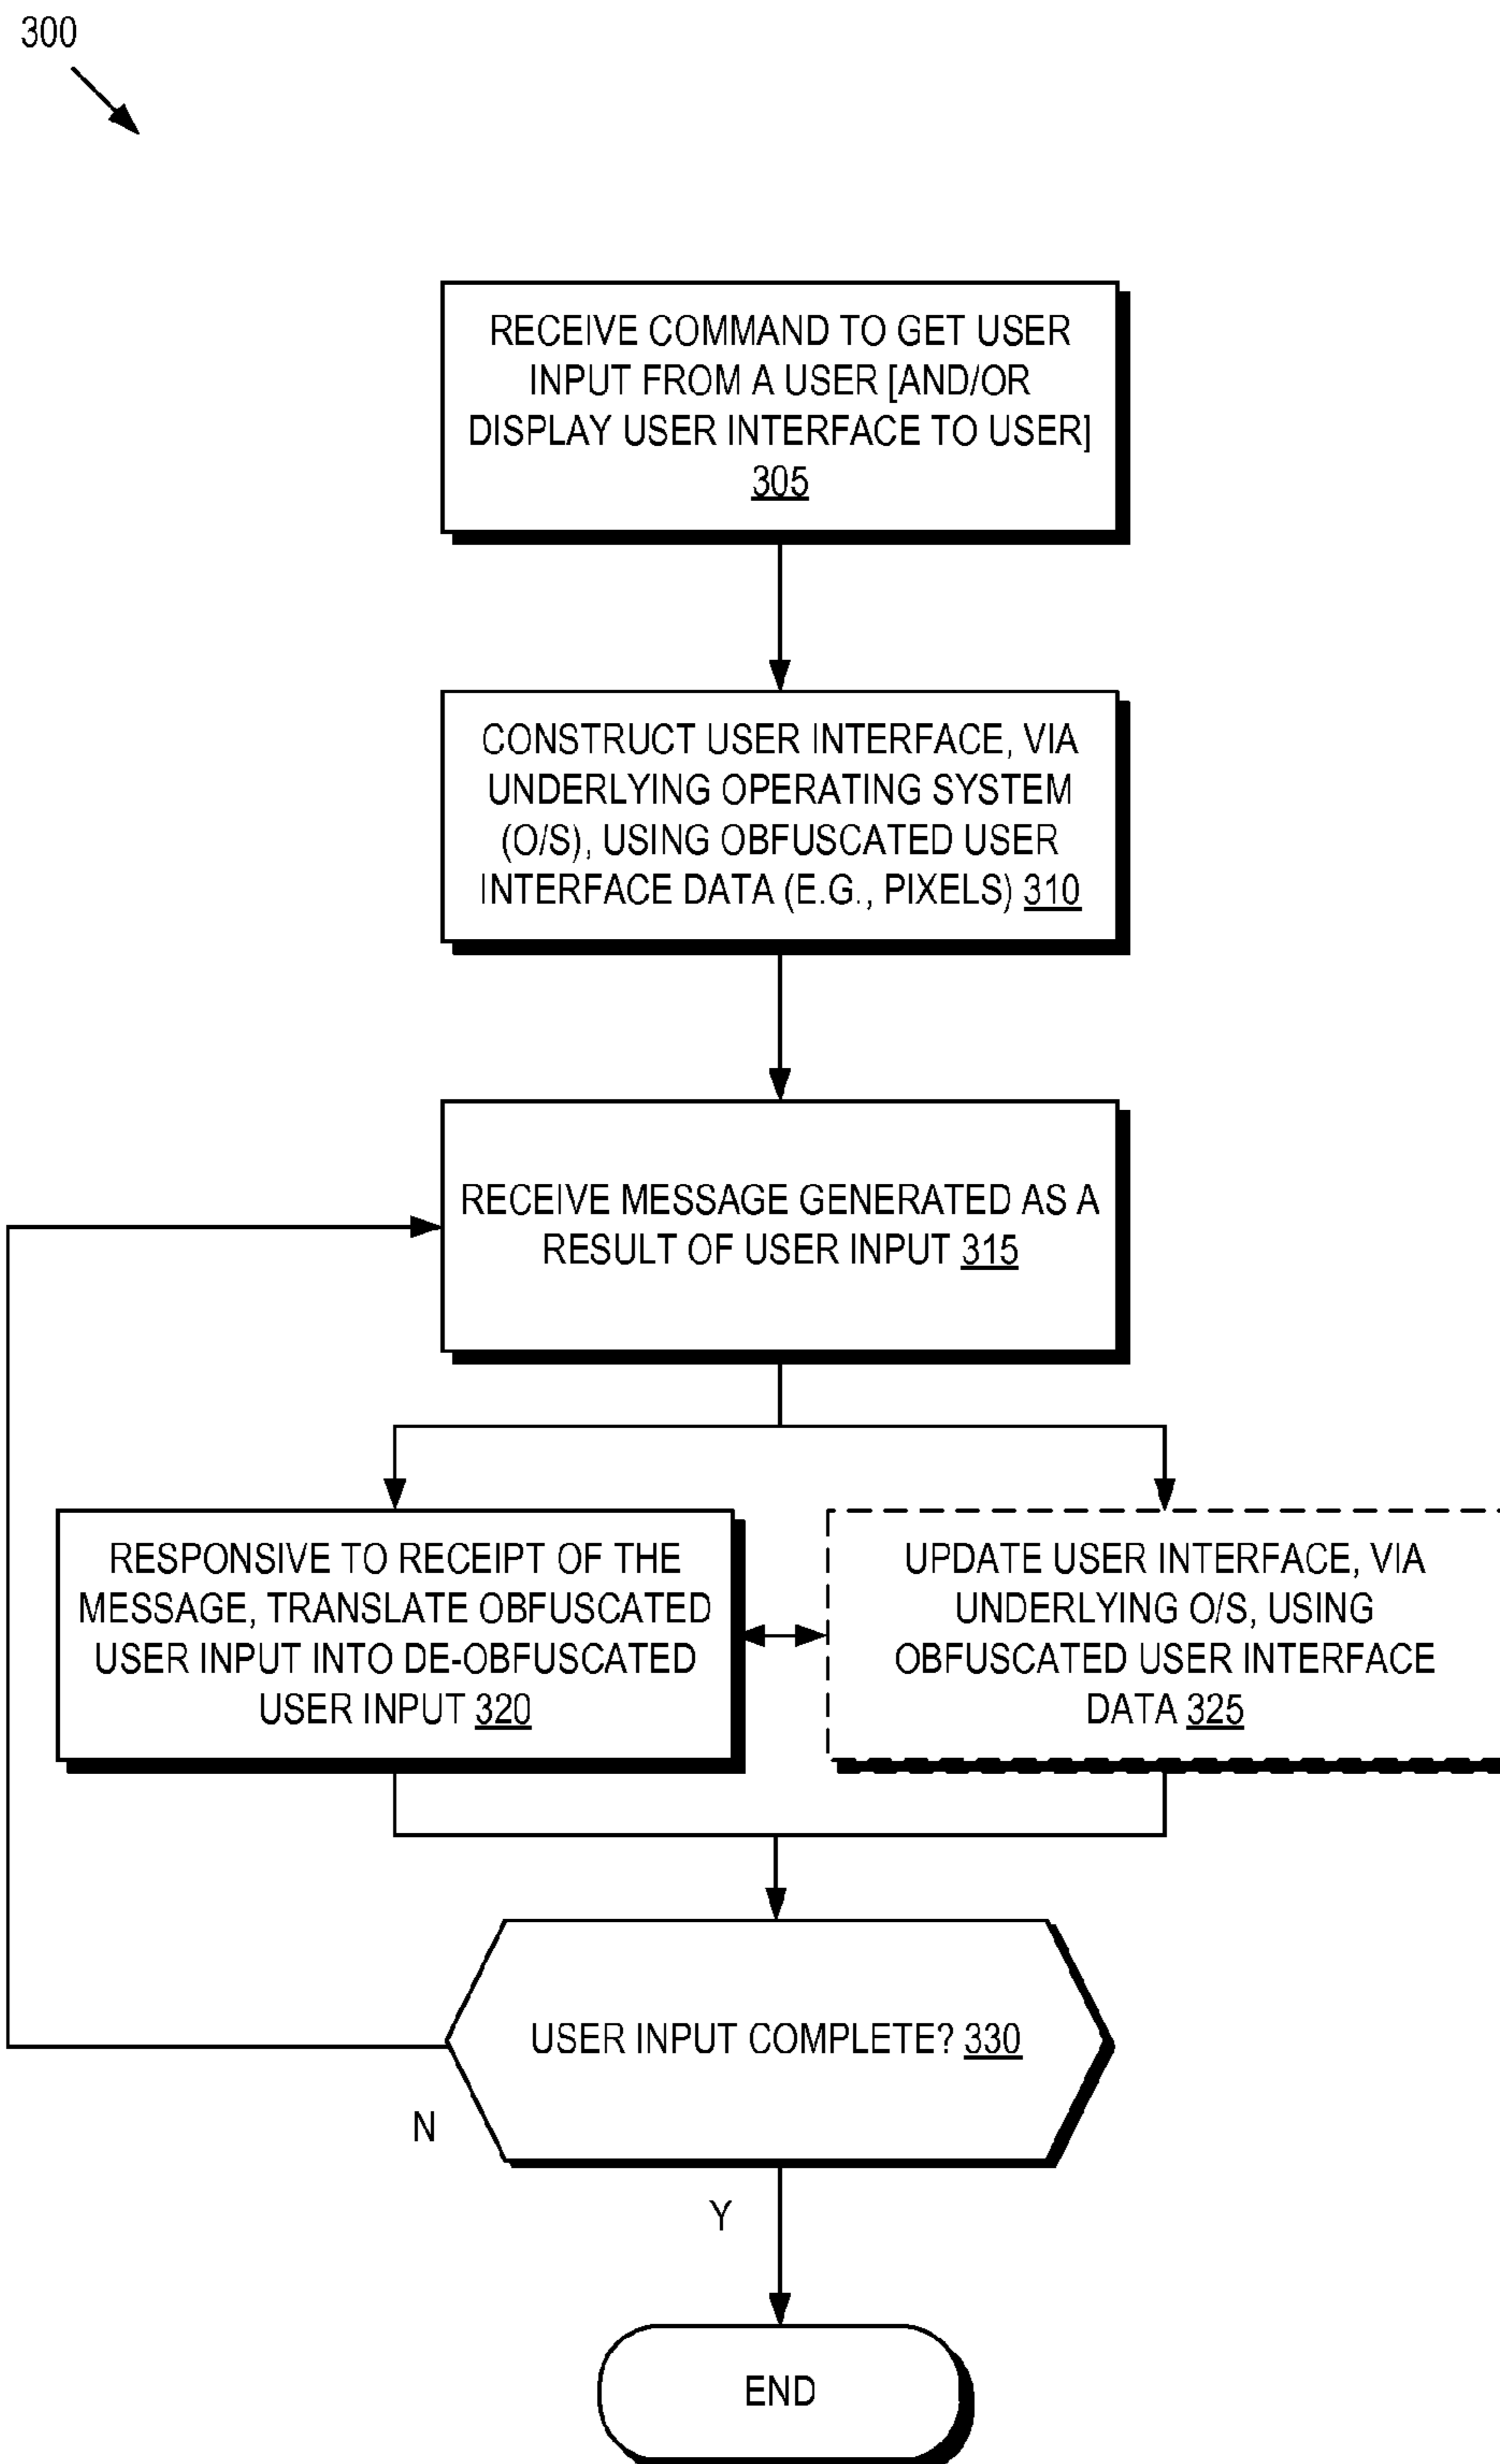 300
RECEIVE COMMAND TO GET USER
INPUT FROM A USER [AND/OR
DISPLAY USER INTERFACE TO USER]
305
CONSTRUCT USER INTERFACE, VIA
UNDERLYING OPERATING SYSTEM
(O/S), USING OBFUSCATED USER
INTERFACE DATA (E.G., PIXELS) 310
RECEIVE MESSAGE GENERATED AS A
RESULT OF USER INPUT 315
RESPONSIVE TO RECEIPT OF THE
MESSAGE, TRANSLATE OBFUSCATED
USER INPUT INTO DE-OBFUSCATED
USER INPUT 320
UPDATE USER INTERFACE, VIA
UNDERLYING O/S, USING
OBFUSCATED USER INTERFACE
DATA 325
USER INPUT COMPLETE? 330
N
Y
END